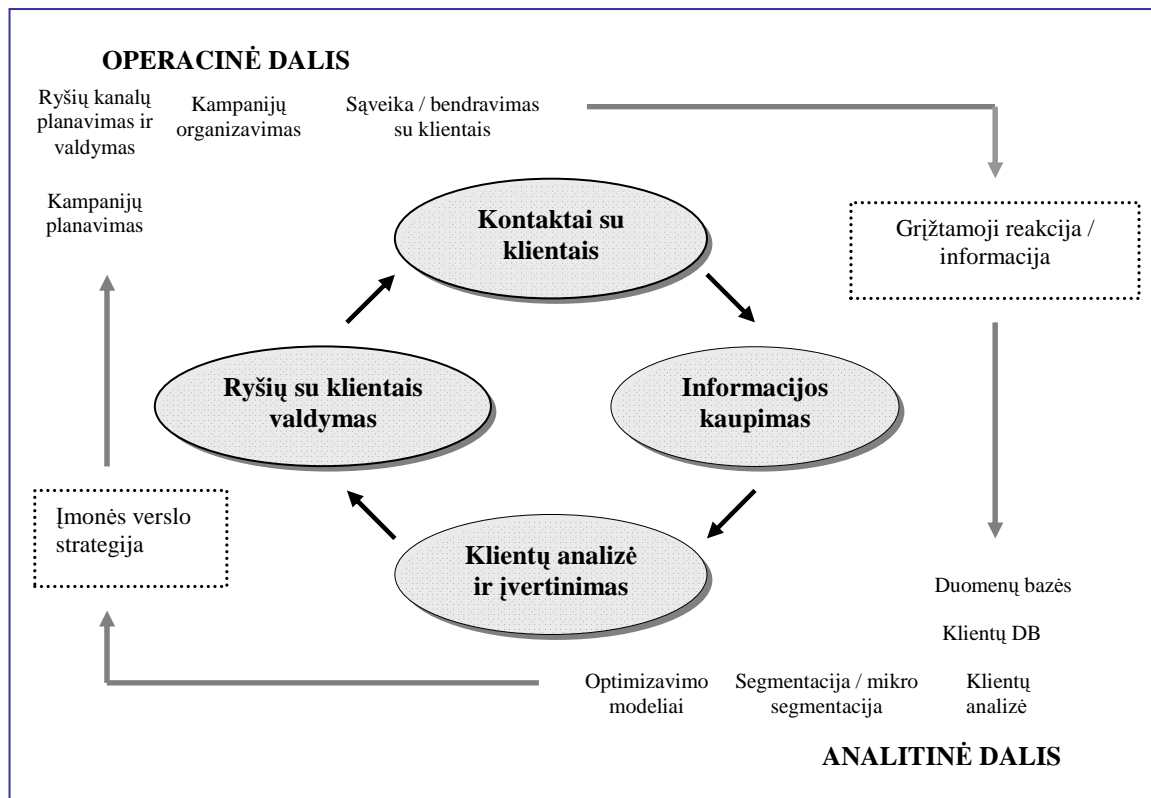 OPERACINĖ DALIS
Ryšių kanalų
planavimas ir
valdymas
Kampanijų
organizavimas
Sąveika / bendravimas
su klientais
Kampanijų
planavimas
Kontaktai su
klientais
Grįžtamoji reakcija /
informacija
Ryšių su klientais
valdymas
Informacijos
kaupimas
Įmonės verslo
strategija
Klientų analizė
ir įvertinimas
Duomenų bazės
Klientų DB
Optimizavimo
modeliai
Segmentacija / mikro
segmentacija
Klientų
analizė
ANALITINĖ DALIS